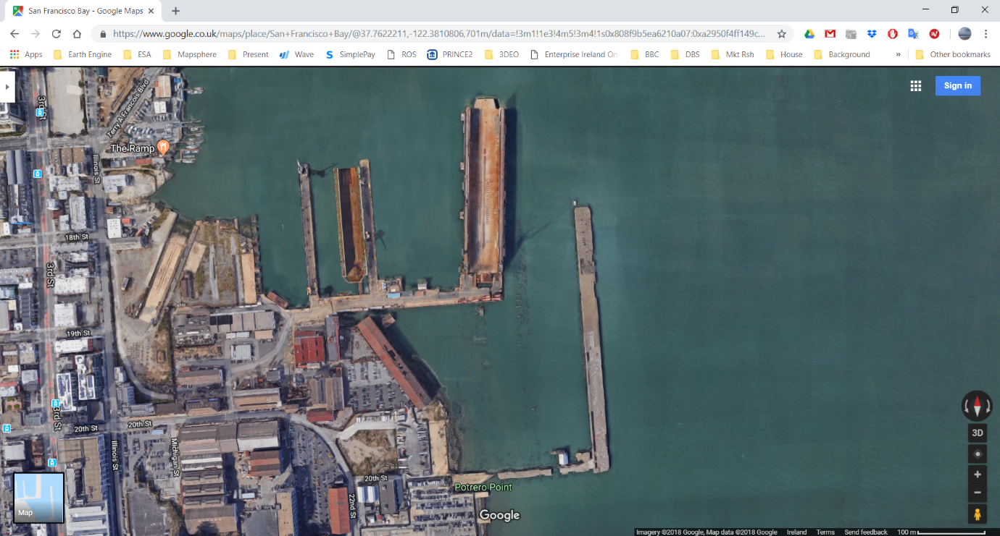 San Francisco Bay - Google Maps
https://www.google.co.uk/maps/place/San+Francisco+Bay/@37.7622211,-122.3810806,701m/data=!3m1!1e3!4m5!3m4!1s0x808f9b5ea6210a07:0xa2950f4ff149c...
Apps Earth Engine ESA Mapsphere Present Wave SimplePay ROS PRINCE2 3DEO Enterprise Ireland On BBC DBS Mkt Rsh House Background » Other bookmarks
Sign in
3rd St
Terry A Francois Blvd
The Ramp
Illinois St
18th St
3rd St
19th St
3rd St
20th St
20th St
Illinois St
Michigan St
20th St
22nd St
Potrero Point
3D
Map
Google
Imagery ©2018 Google, Map data ©2018 Google Ireland Terms Send feedback 100 m